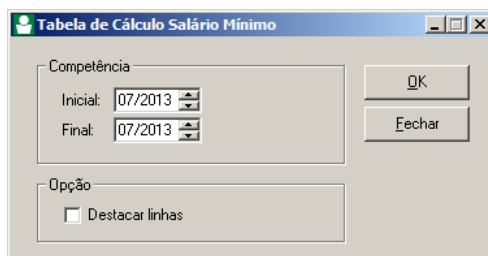 Tabela de Cálculo Salário Mínimo
Competência
Inicial: 07/2013
Final: 07/2013
OK
Fechar
Opção
Destacar linhas